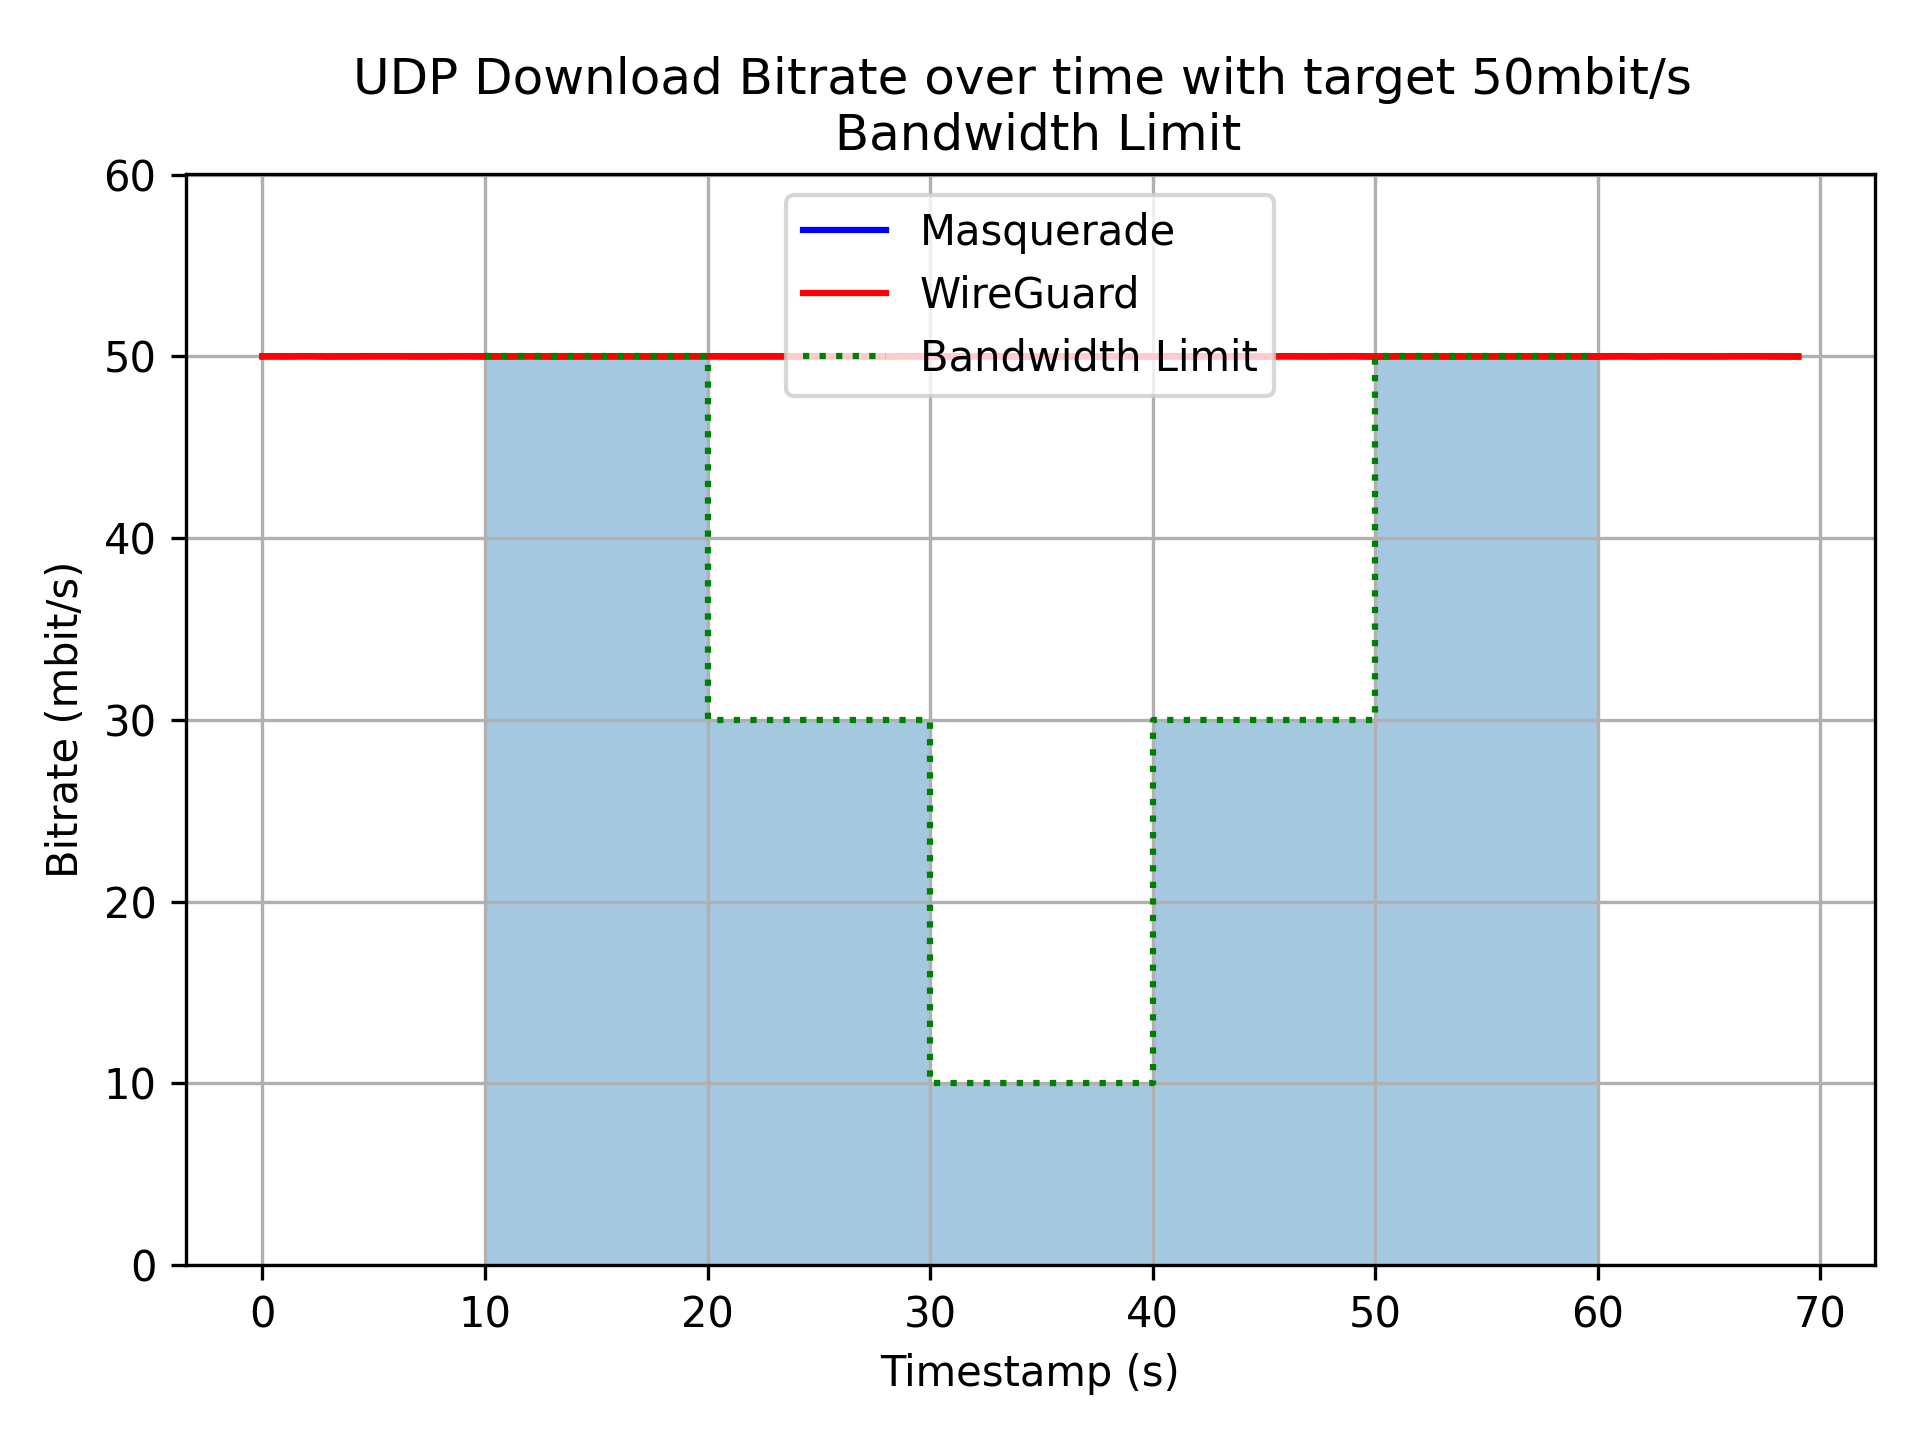 UDP Download Bitrate over time with target 50mbit/s
Bandwidth Limit
60
50
40
30
20
10
0
Bitrate (mbit/s)
Masquerade
WireGuard
Bandwidth Limit
0 10 20 30 40 50 60 70
Timestamp (s)